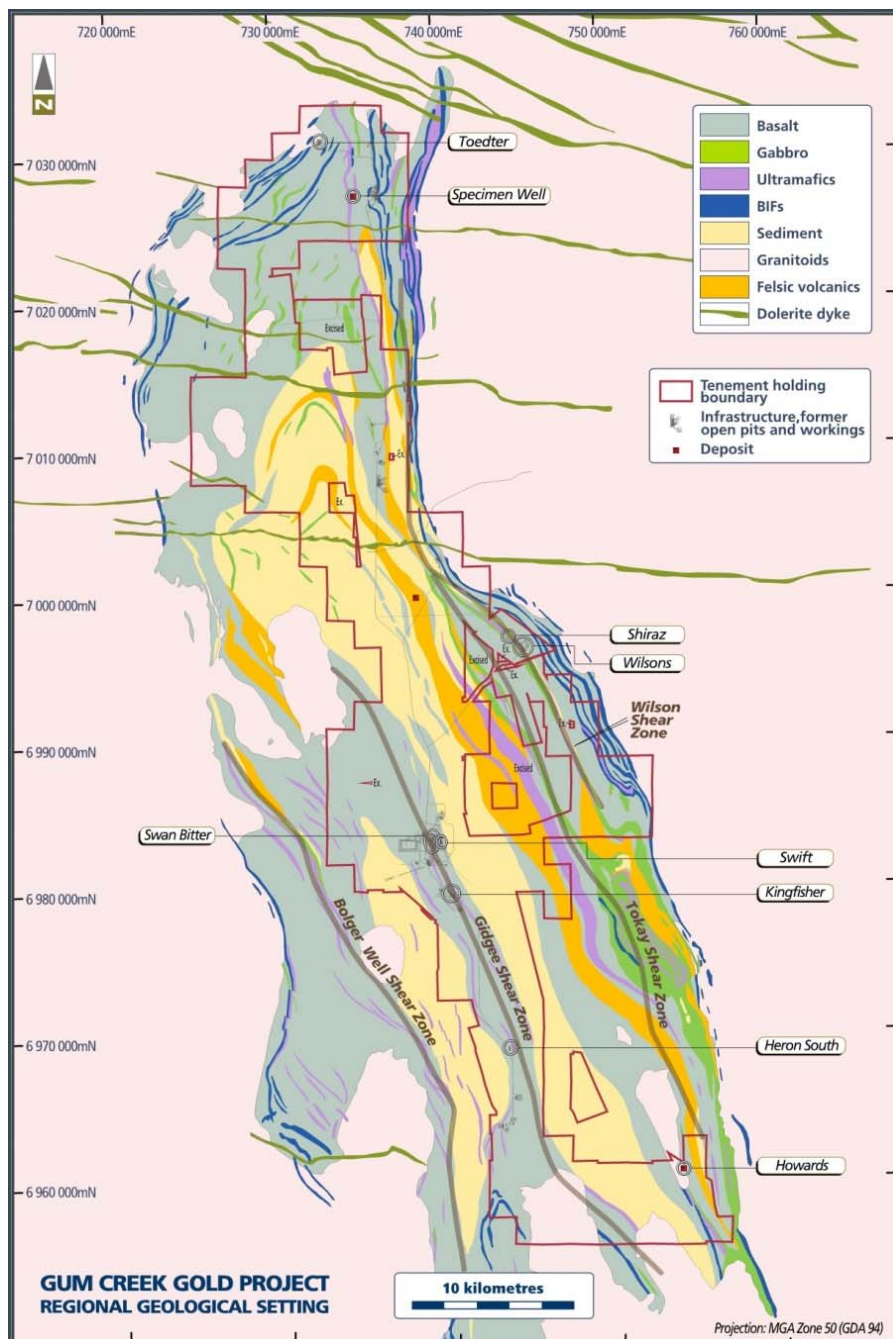 720 000mE
730 000mE
740 000mE
750 000mE
760 000mE
N
7 030 000mN
7 020 000mN
7 010 000mN
7 000 000mN
6 990 000mN
6 980 000mN
6 970 000mN
6 960 000mN
Basalt
Gabbro
Ultramafics
BIFs
Sediment
Granitoids
Felsic volcanics
Dolerite dyke
Tenement holding
boundary
Infrastructure, former
open pits and workings
Deposit
Toedter
Specimen Well
Excised
Ex.
Ex.
Shiraz
Wilsons
Ex.
Excised
Ex.
Wilson
Shear
Zone
Ex.
Excised
Ex.
Swan Bitter
Swift
Kingfisher
Bolger Well Shear Zone
Gidgee Shear Zone
Tokay Shear Zone
Heron South
Howards
GUM CREEK GOLD PROJECT
REGIONAL GEOLOGICAL SETTING
10 kilometres
Projection: MGA Zone 50 (GDA 94)